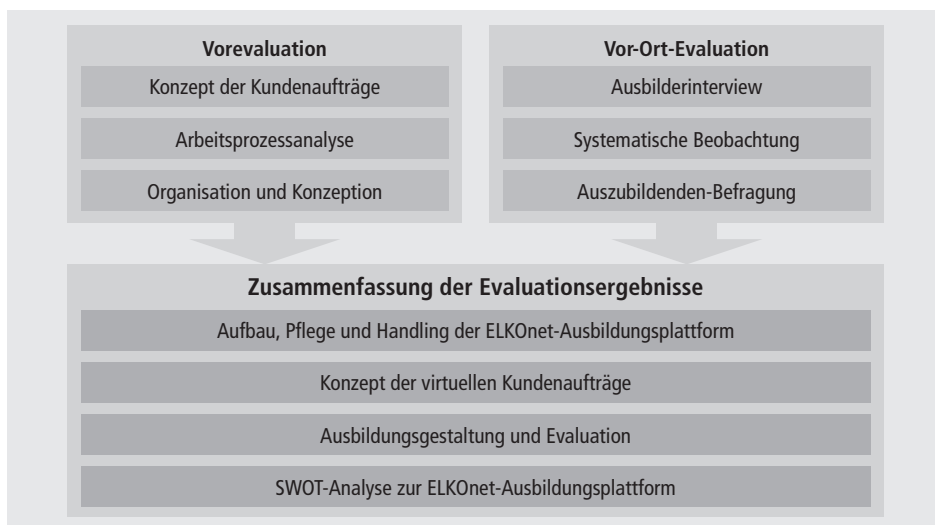 Vorevaluation
Konzept der Kundenaufträge
Arbeitsprozessanalyse
Organisation und Konzeption
Vor-Ort-Evaluation
Ausbilderinterview
Systematische Beobachtung
Auszubildenden-Befragung
Zusammenfassung der Evaluationsergebnisse
Aufbau, Pflege und Handling der ELKOnet-Ausbildungsplattform
Konzept der virtuellen Kundenaufträge
Ausbildungsgestaltung und Evaluation
SWOT-Analyse zur ELKOnet-Ausbildungsplattform